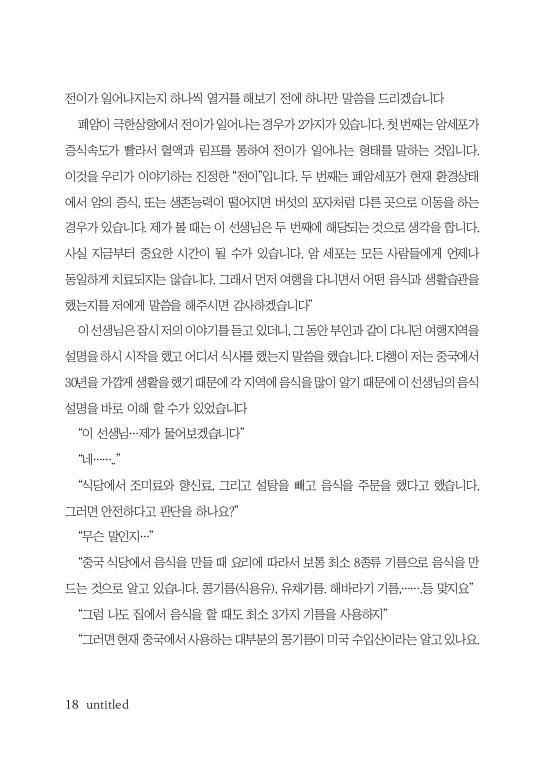 전이가 일어나지는지 하나씩 열거를 해보기 전에 하나만 말씀을 드리겠습니다
폐암이 극한상항에서 전이가 일어나는 경우가 2가지가 있습니다. 첫 번째는 암세포가
증식속도가 빨라서 혈액과 림프를 통하여 전이가 일어나는 형태를 말하는 것입니다.
이것을 우리가 이야기하는 진정한 “전이”입니다. 두 번째는 폐암세포가 현재 환경상태
에서 암의 증식, 또는 생존능력이 떨어지면 버섯의 포자처럼 다른 곳으로 이동을 하는
경우가 있습니다. 제가 볼 때는 이 선생님은 두 번째에 해당되는 것으로 생각을 합니다.
사실 지금부터 중요한 시간이 될 수가 있습니다. 암 세포는 모든 사람들에게 언제나
동일하게 치료되지는 않습니다. 그래서 먼저 여행을 다니면서 어떤 음식과 생활습관을
했는지를 저에게 말씀을 해주시면 감사하겠습니다”
이 선생님은 잠시 저의 이야기를 듣고 있더니, 그 동안 부인과 같이 다니던 여행지역을
설명을 하시 시작을 했고 어디서 식사를 했는지 말씀을 했습니다. 다행이 저는 중국에서
30년을 가깝게 생활을 했기 때문에 각 지역에 음식을 많이 알기 때문에 이 선생님의 음식
설명을 바로 이해 할 수가 있었습니다
“이 선생님…제가 물어보겠습니다”
“네……..”
“식당에서 조미료와 향신료, 그리고 설탕을 빼고 음식을 주문을 했다고 했습니다.
그러면 안전하다고 판단을 하나요?”
“무슨 말인지…”
“중국 식당에서 음식을 만들 때 요리에 따라서 보통 최소 8종류 기름으로 음식을 만
드는 것으로 알고 있습니다. 콩기름(식용유), 유채기름. 해바라기 기름,…….등 맞지요”
“그럼 나도 집에서 음식을 할 때도 최소 3가지 기름을 사용하지”
“그러면 현재 중국에서 사용하는 대부분의 콩기름이 미국 수입산이라는 알고 있나요.
18 untitled